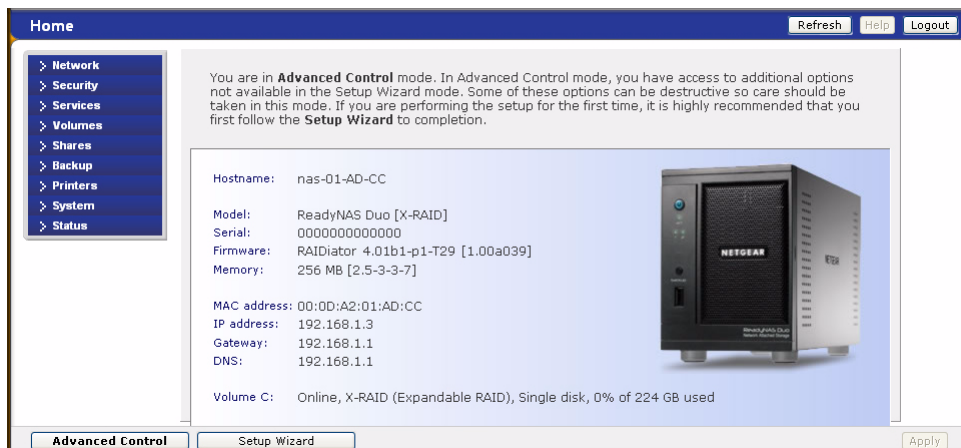 Home
Refresh
Help
Logout
Network
Security
Services
Volumes
Shares
Backup
Printers
System
Status
You are in Advanced Control mode. In Advanced Control mode, you have access to additional options
not available in the Setup Wizard mode. Some of these options can be destructive so care should be
taken in this mode. If you are performing the setup for the first time, it is highly recommended that you
first follow the Setup Wizard to completion.
Hostname: nas-01-AD-CC
Model: ReadyNAS Duo [X-RAID]
Serial: 0000000000000
Firmware: RAIDiator 4.01b1-p1-T29 [1.00a039]
Memory: 256 MB [2.5-3-3-7]
MAC address: 00:0D:A2:01:AD:CC
IP address: 192.168.1.3
Gateway: 192.168.1.1
DNS: 192.168.1.1
Volume C: Online, X-RAID (Expandable RAID), Single disk, 0% of 224 GB used
NETGEAR
ReadyNAS Duo
Network Attached Storage
Advanced Control
Setup Wizard
Apply